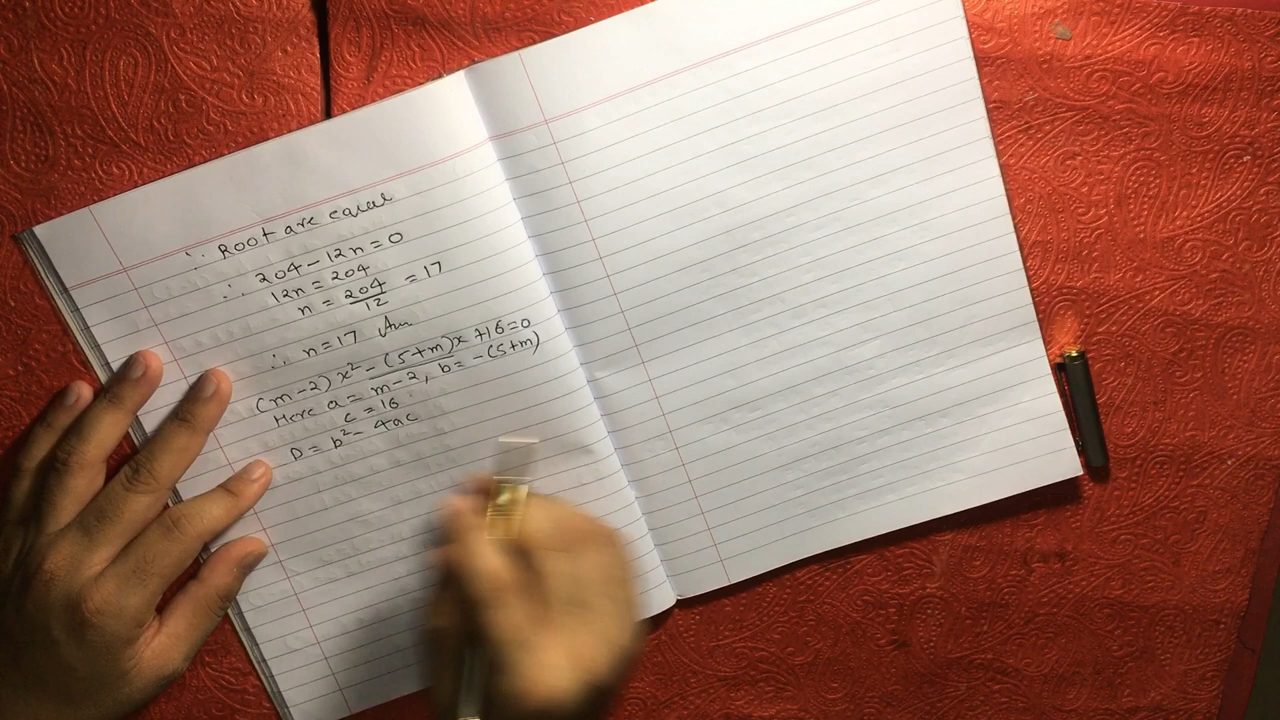 ∴ Root are equal
∴ 204 - 12n = 0
12n = 204
n = 204/12 = 17
∴ n = 17 Ans
(m-2)x² - (5+m)x + 16 = 0
Here a = m-2, b = -(5+m)
c = 16
D = b² - 4ac